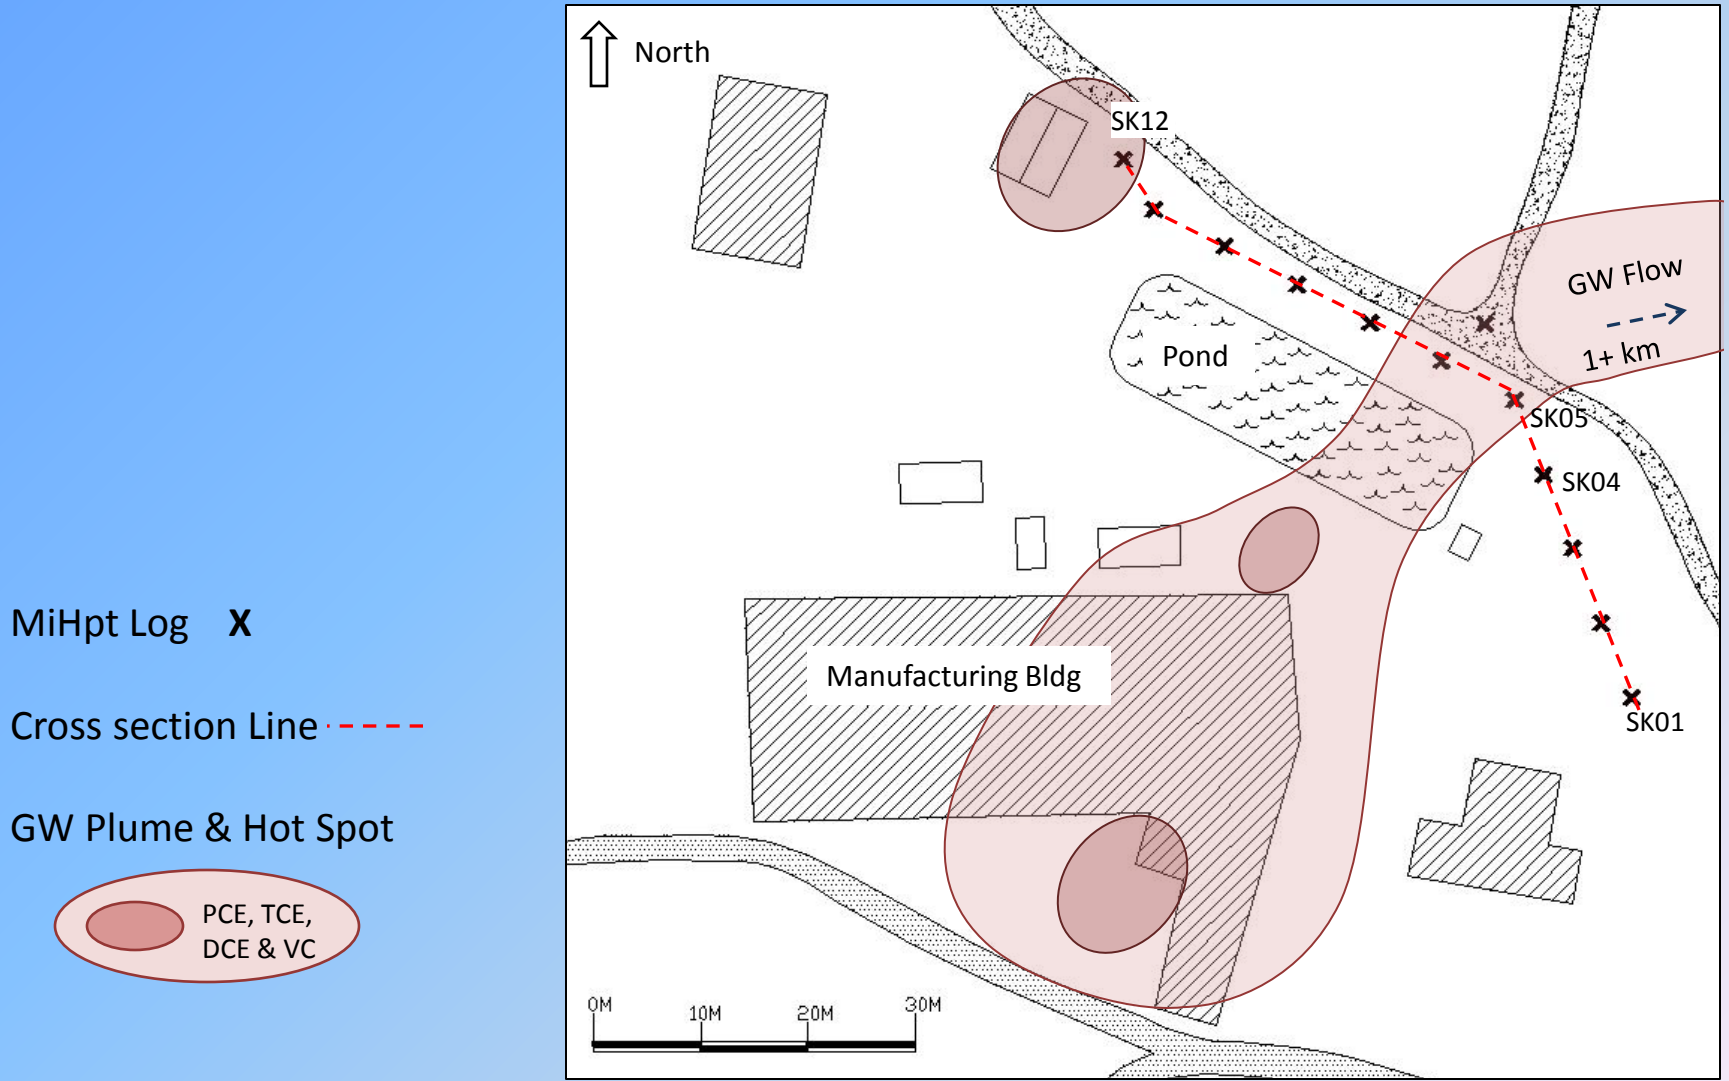 North
SK12
GW Flow
1+ km
Pond
SK05
SK04
MiHpt Log X
Manufacturing Bldg
SK01
Cross section Line
GW Plume & Hot Spot
PCE, TCE,
DCE & VC
0M 10M 20M 30M